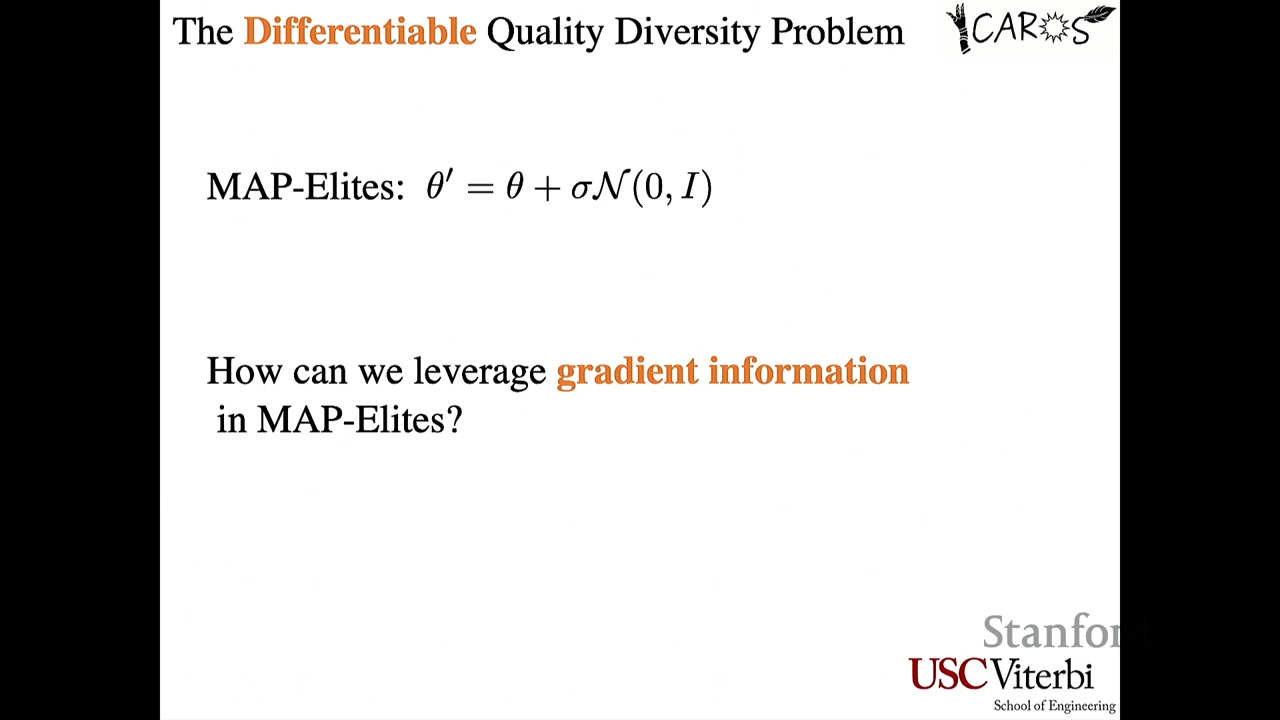 The Differentiable Quality Diversity Problem
ICAROS
MAP-Elites: θ′ = θ + σ𝒩(0, I)
How can we leverage gradient information
in MAP-Elites?
Stanford
USC Viterbi
School of Engineering